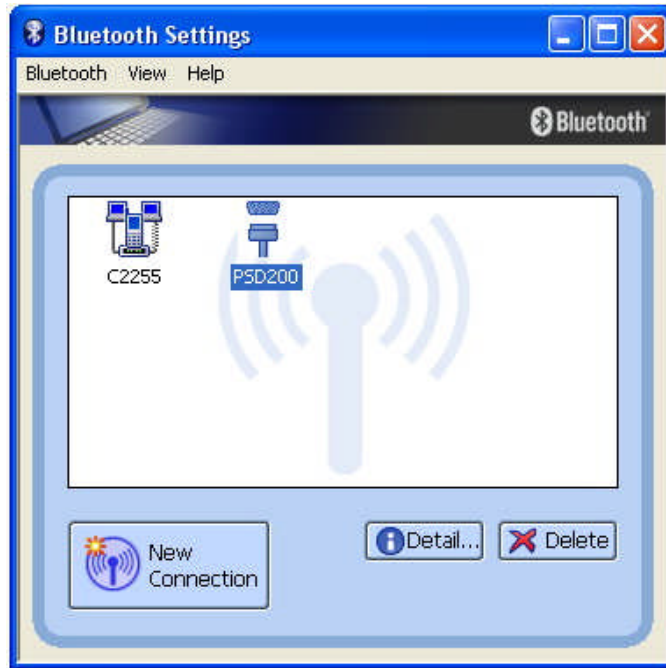 Bluetooth Settings
Bluetooth View Help
Bluetooth
C2255 PSD200
New
Connection
Detail... Delete